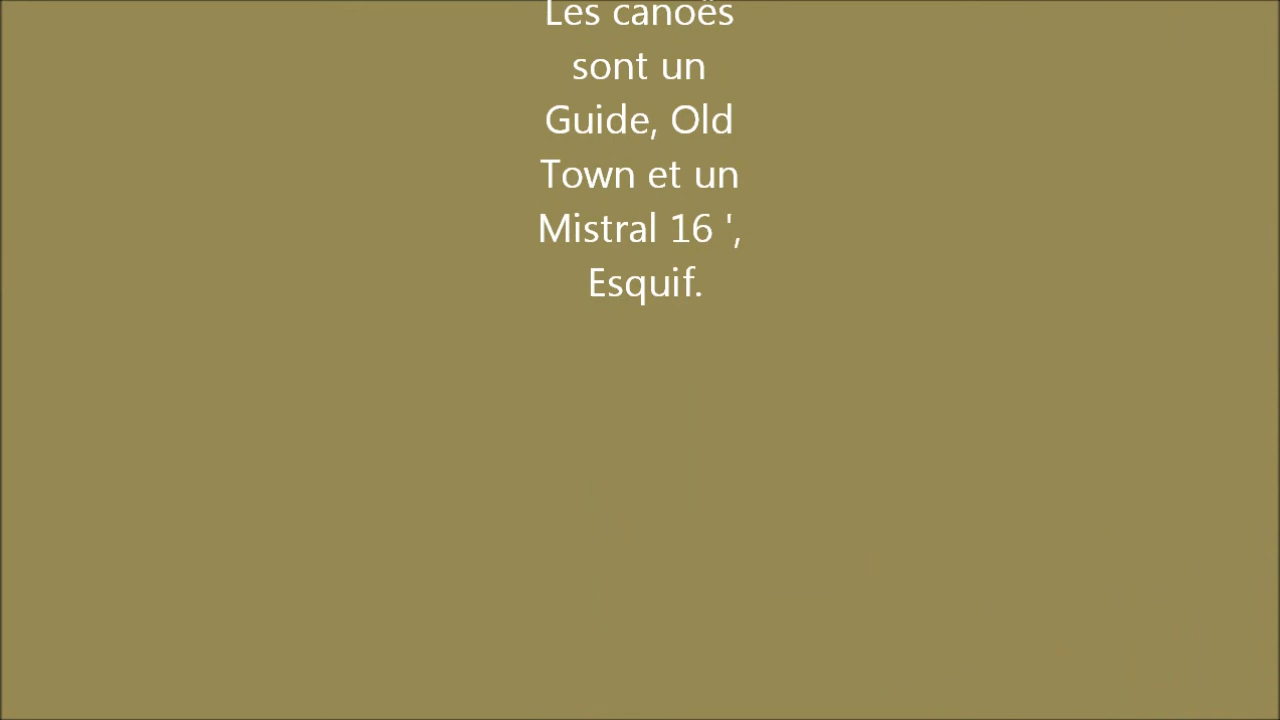 Les canoës
sont un
Guide, Old
Town et un
Mistral 16 ',
Esquif.